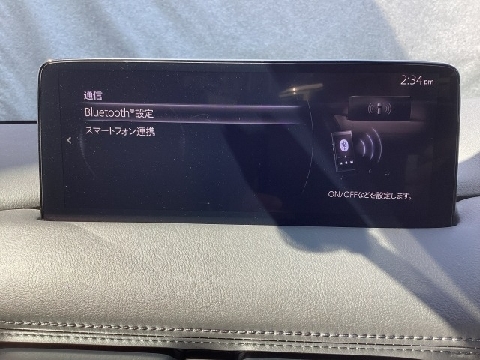 2:34 pm
通信
Bluetooth®設定
スマートフォン連携
ON/OFFなどを設定します。